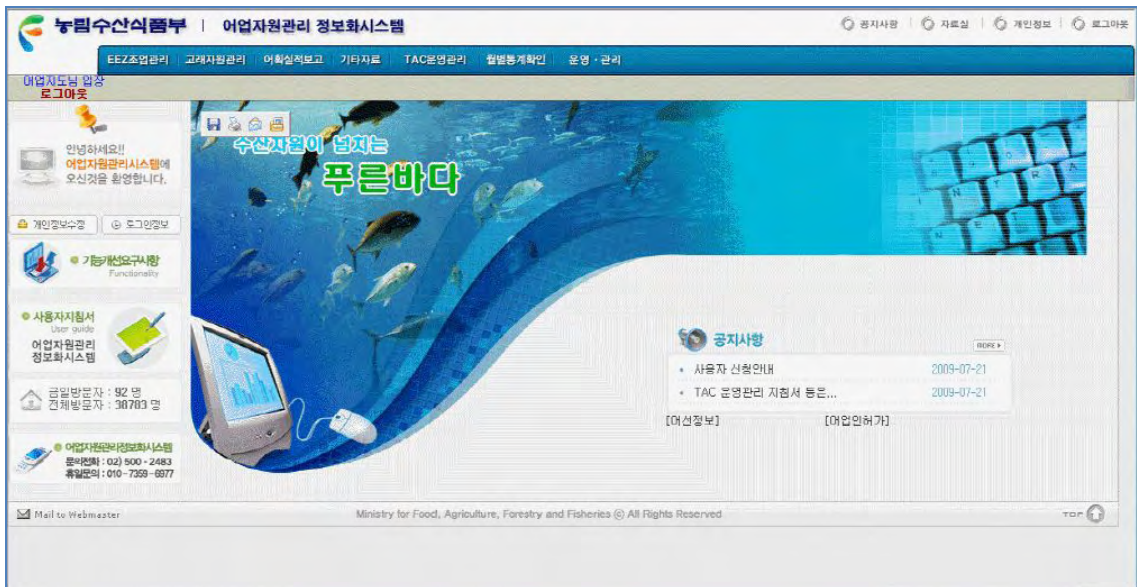 농림수산식품부 | 어업자원관리 정보화시스템
공지사항 | 자료실 | 개인정보 | 로그아웃
EEZ조업관리 고래자원관리 어획실적보고 기타자료 TAC운영관리 월별통계확인 운영·관리
어업지도님 입장
로그아웃
안녕하세요!!
어업자원관리시스템에
오신것을 환영합니다.
수산자원이 넘치는
푸른바다
개인정보수정 로그인정보
기능개선요구사항
Functionality
사용자지침서
User guide
어업자원관리
정보화시스템
금일방문자 : 92 명
전체방문자 : 38783 명
어업자원관리정보화시스템
문의전화 : 02) 500 - 2483
휴일문의 : 010 - 7359 - 6977
공지사항
MORE
사용자 신청안내 2009-07-21
TAC 운영관리 지침서 등은... 2009-07-21
[어선정보] [어업인허가]
Mail to Webmaster
Ministry for Food, Agriculture, Forestry and Fisheries ⓒ All Rights Reserved
TOP